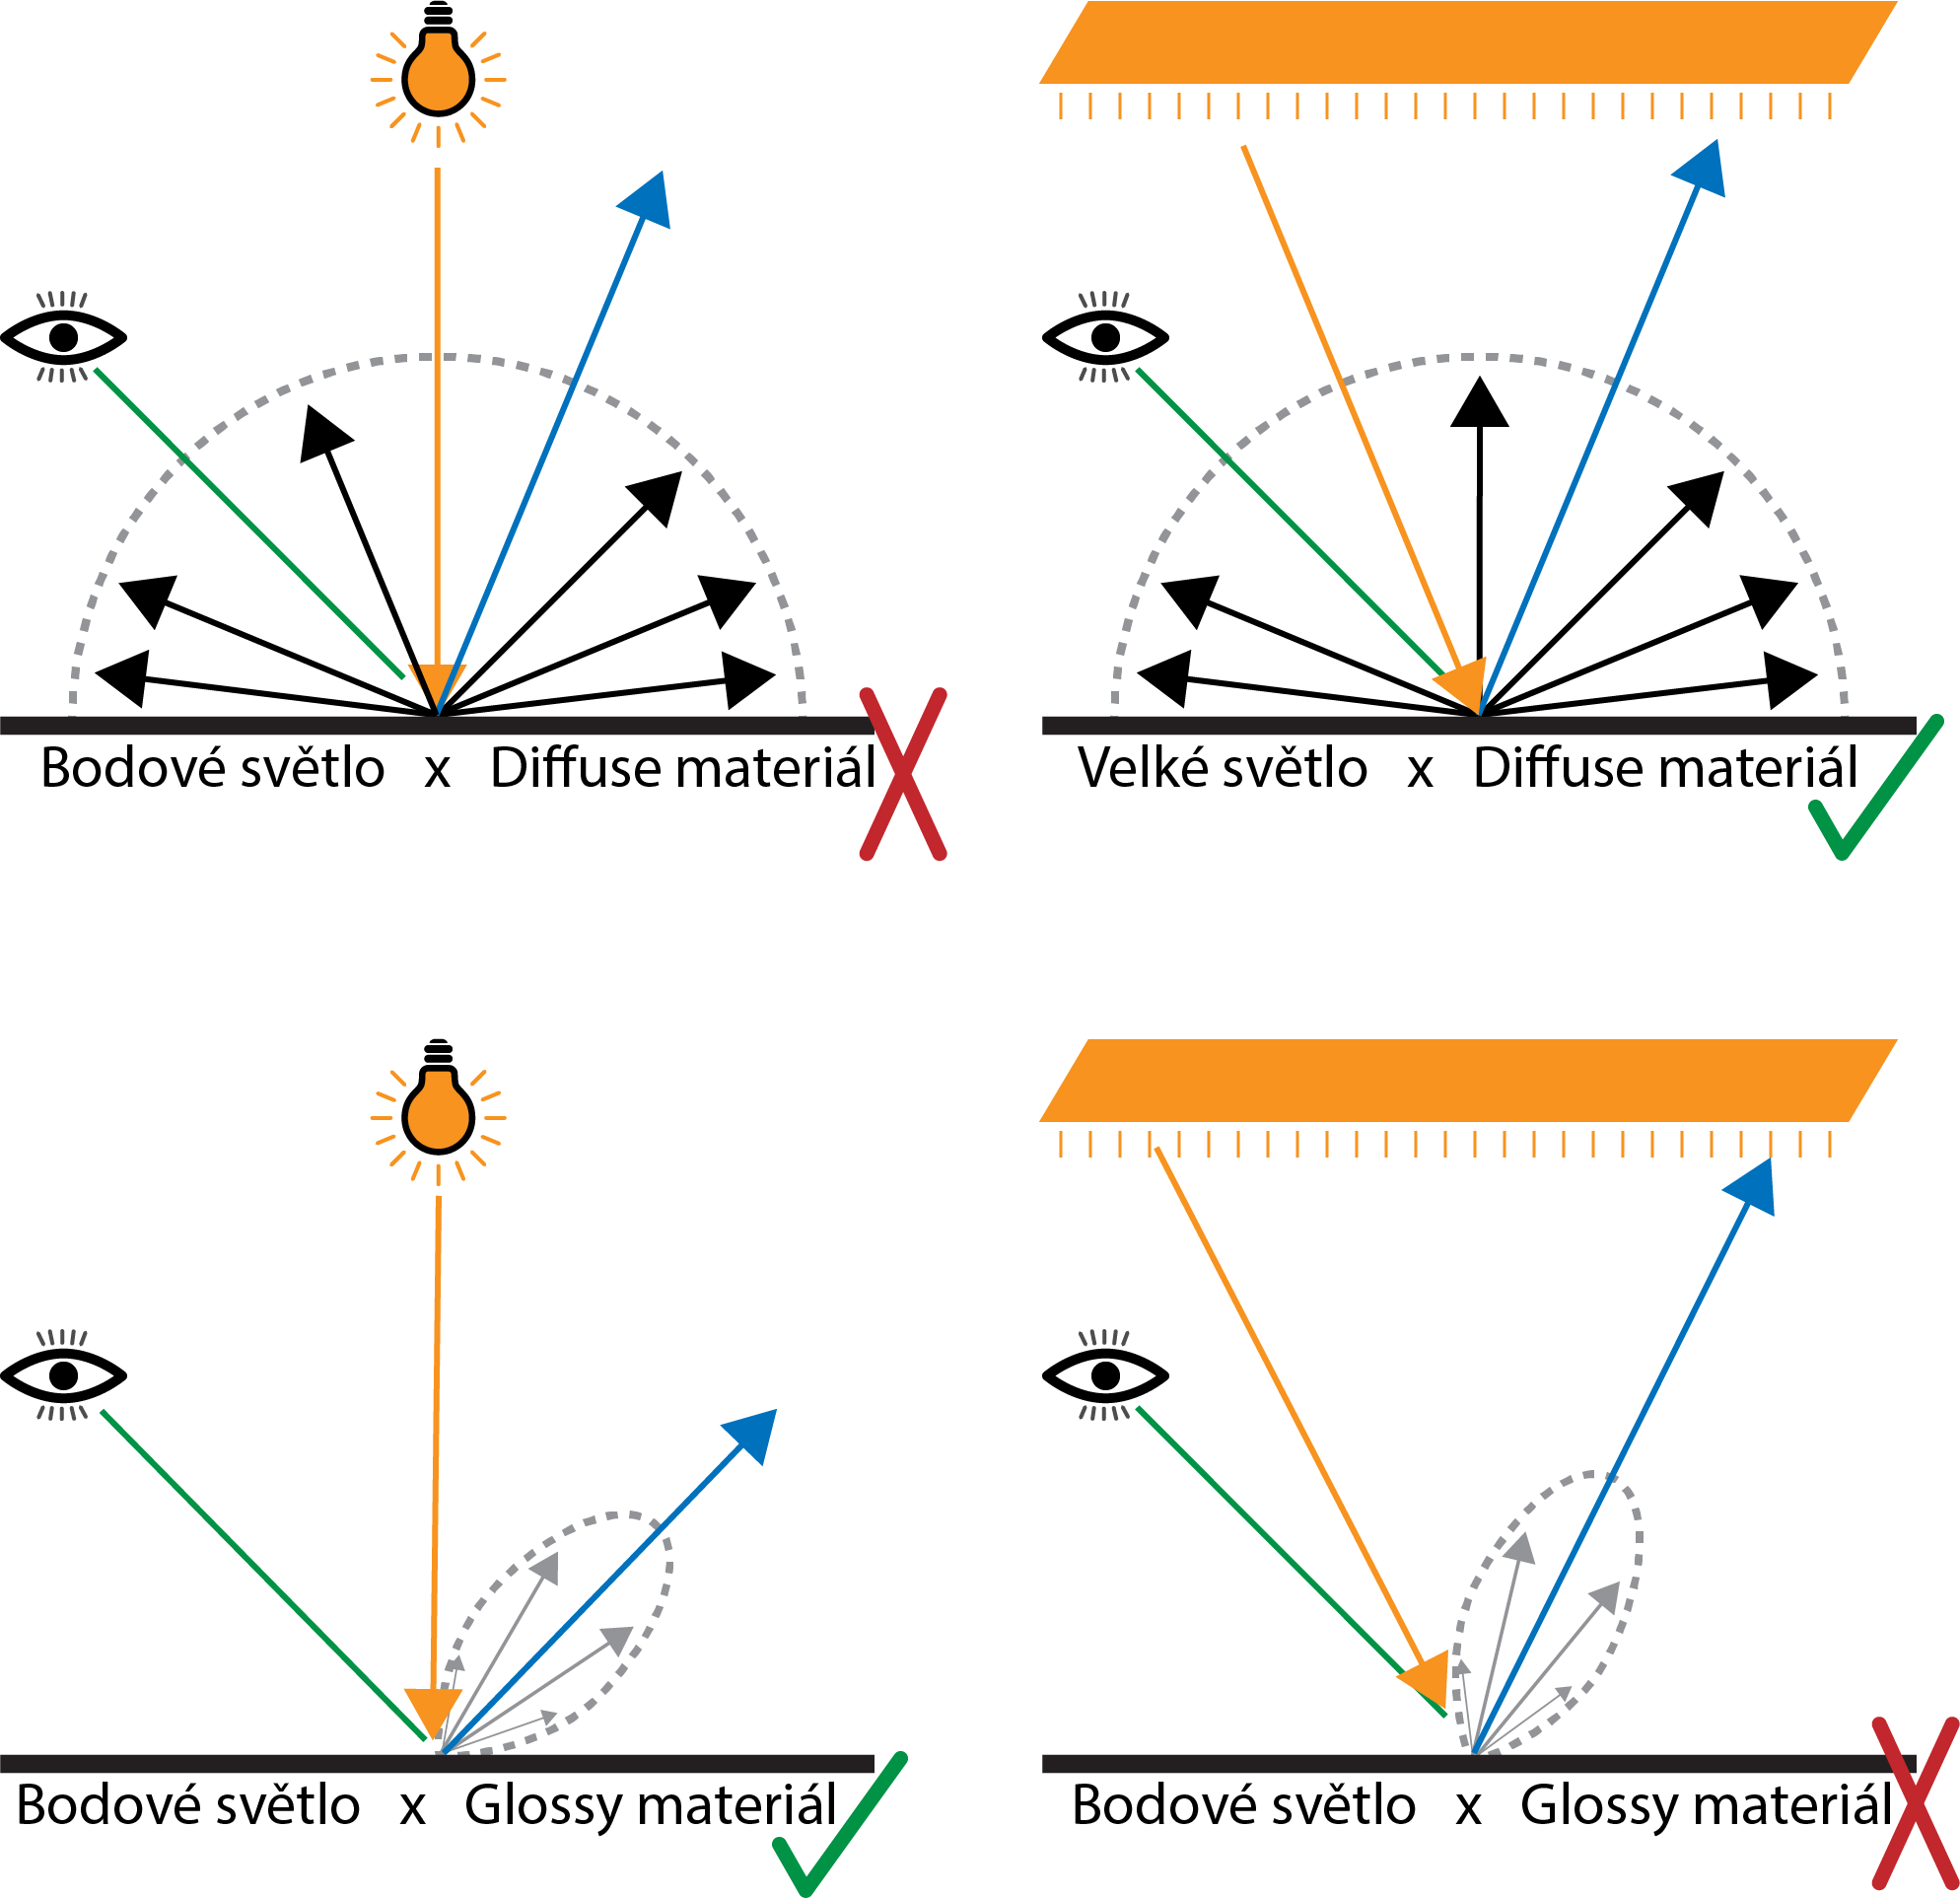 Bodové světlo x Diffuse materiál
Velké světlo x Diffuse materiál
Bodové světlo x Glossy materiál
Bodové světlo x Glossy materiál